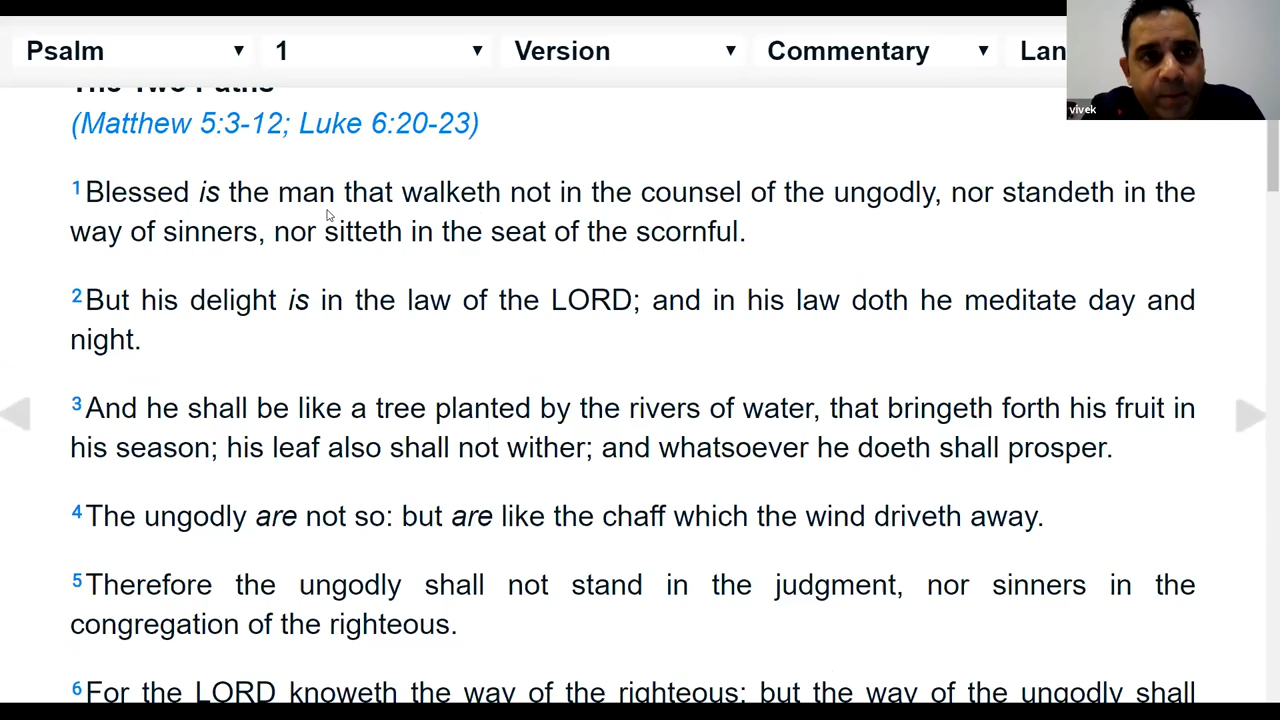 Psalm ▼ 1 ▼ Version ▼ Commentary ▼ Lan
vivek
The Two Paths
(Matthew 5:3-12; Luke 6:20-23)
1Blessed is the man that walketh not in the counsel of the ungodly, nor standeth in the
way of sinners, nor sitteth in the seat of the scornful.
2But his delight is in the law of the LORD; and in his law doth he meditate day and
night.
3And he shall be like a tree planted by the rivers of water, that bringeth forth his fruit in
his season; his leaf also shall not wither; and whatsoever he doeth shall prosper.
4The ungodly are not so: but are like the chaff which the wind driveth away.
5Therefore the ungodly shall not stand in the judgment, nor sinners in the
congregation of the righteous.
6For the LORD knoweth the way of the righteous: but the way of the ungodly shall